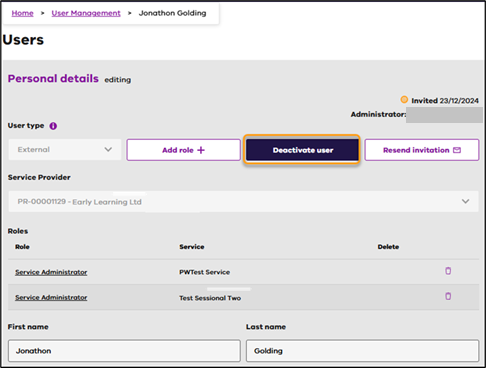 Home > User Management > Jonathon Golding
Users
Personal details editing
Invited 23/12/2024
Administrator:
User type
External
Add role +
Deactivate user
Resend invitation
Service Provider
PR-00001129 - Early Learning Ltd
Roles
Role Service Delete
Service Administrator PWTest Service
Service Administrator Test Sessional Two
First name Last name
Jonathon Golding